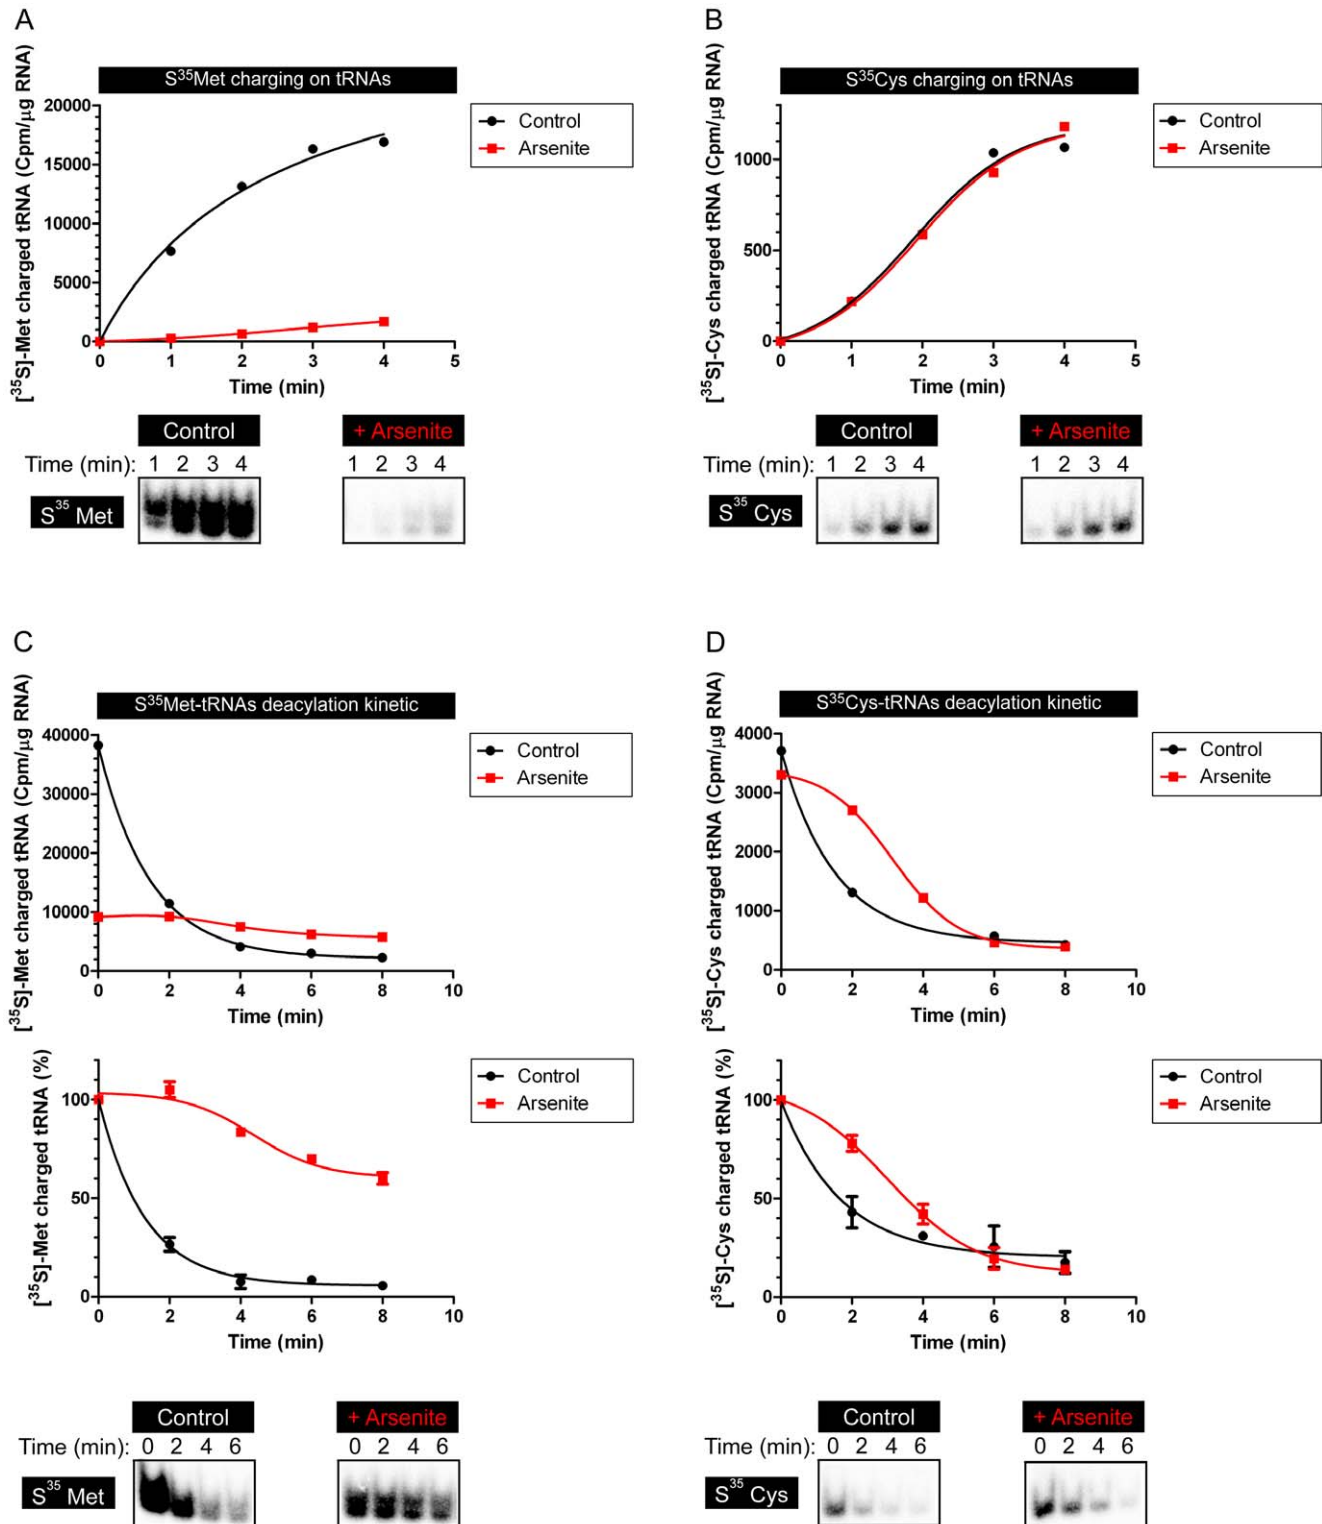 A
S³⁵Met charging on tRNAs
[³⁵S]-Met charged tRNA (Cpm/µg RNA)
20000
15000
10000
5000
0
0 1 2 3 4 5
Time (min)
Control
Arsenite
Control
+ Arsenite
Time (min): 1 2 3 4 1 2 3 4
S³⁵ Met
B
S³⁵Cys charging on tRNAs
[³⁵S]-Cys charged tRNA (Cpm/µg RNA)
1000
500
0
0 1 2 3 4 5
Time (min)
Control
Arsenite
Control
+ Arsenite
Time (min): 1 2 3 4 1 2 3 4
S³⁵ Cys
C
S³⁵Met-tRNAs deacylation kinetic
[³⁵S]-Met charged tRNA (Cpm/µg RNA)
40000
30000
20000
10000
0
0 2 4 6 8 10
Time (min)
Control
Arsenite
[³⁵S]-Met charged tRNA (%)
100
50
0
0 2 4 6 8 10
Time (min)
Control
Arsenite
Control
+ Arsenite
Time (min): 0 2 4 6 0 2 4 6
S³⁵ Met
D
S³⁵Cys-tRNAs deacylation kinetic
[³⁵S]-Cys charged tRNA (Cpm/µg RNA)
4000
3000
2000
1000
0
0 2 4 6 8 10
Time (min)
Control
Arsenite
[³⁵S]-Cys charged tRNA (%)
100
50
0
0 2 4 6 8 10
Time (min)
Control
Arsenite
Control
+ Arsenite
Time (min): 0 2 4 6 0 2 4 6
S³⁵ Cys